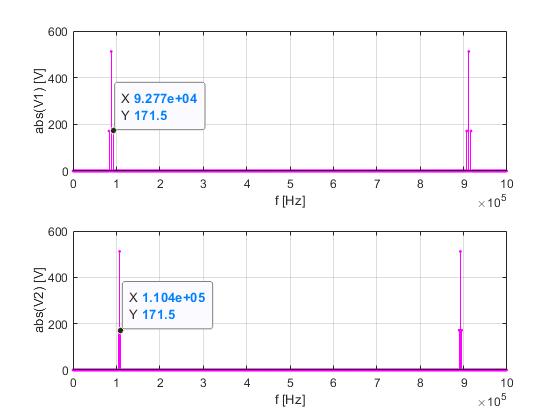 600
400
200
0
abs(V1) [V]
X 9.277e+04
Y 171.5
0 1 2 3 4 5 6 7 8 9 10
f [Hz]
×10^5
600
400
200
0
abs(V2) [V]
X 1.104e+05
Y 171.5
0 1 2 3 4 5 6 7 8 9 10
f [Hz]
×10^5